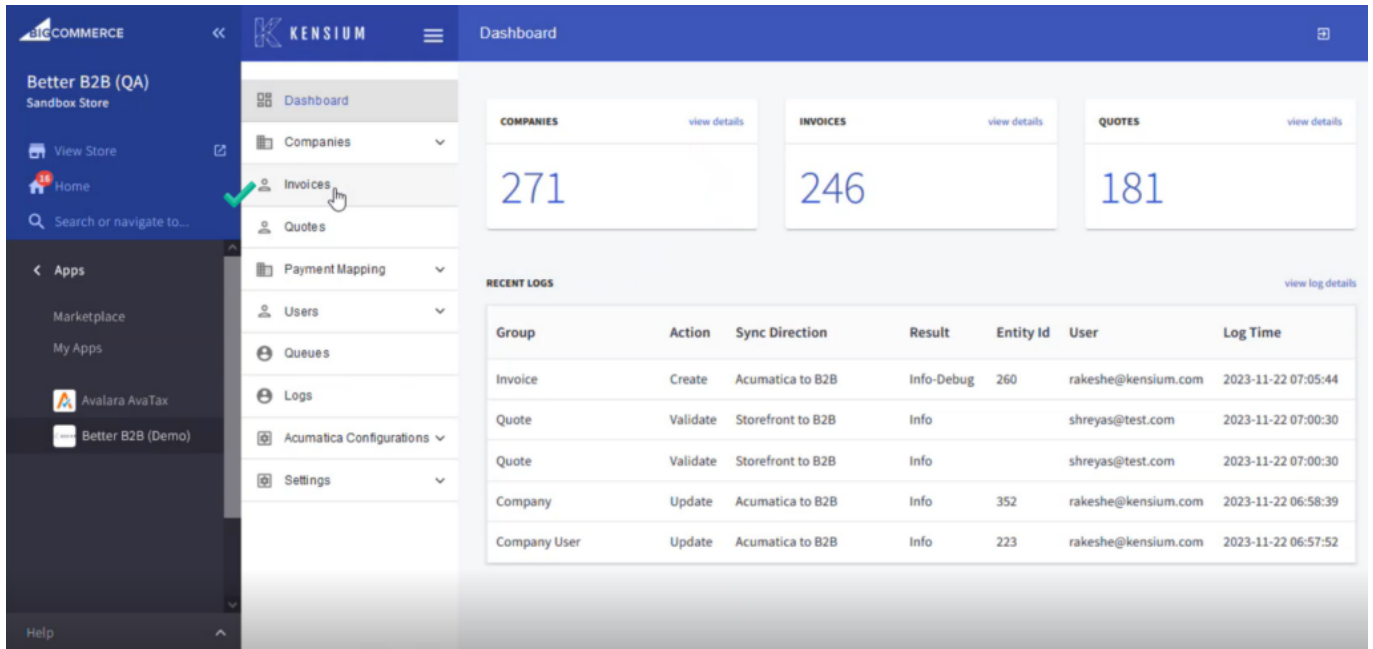 BIGCOMMERCE
Better B2B (QA)
Sandbox Store
View Store
16
Home
Search or navigate to...
Apps
Marketplace
My Apps
Avalara AvaTax
Better B2B (Demo)
Help
KENSIUM
Dashboard
Companies
Invoices
Quotes
Payment Mapping
Users
Queues
Logs
Acumatica Configurations
Settings
Dashboard
COMPANIES view details
271
INVOICES view details
246
QUOTES view details
181
RECENT LOGS view log details
Group Action Sync Direction Result Entity Id User Log Time
Invoice Create Acumatica to B2B Info-Debug 260 rakeshe@kensium.com 2023-11-22 07:05:44
Quote Validate Storefront to B2B Info shreyas@test.com 2023-11-22 07:00:30
Quote Validate Storefront to B2B Info shreyas@test.com 2023-11-22 07:00:30
Company Update Acumatica to B2B Info 352 rakeshe@kensium.com 2023-11-22 06:58:39
Company User Update Acumatica to B2B Info 223 rakeshe@kensium.com 2023-11-22 06:57:52